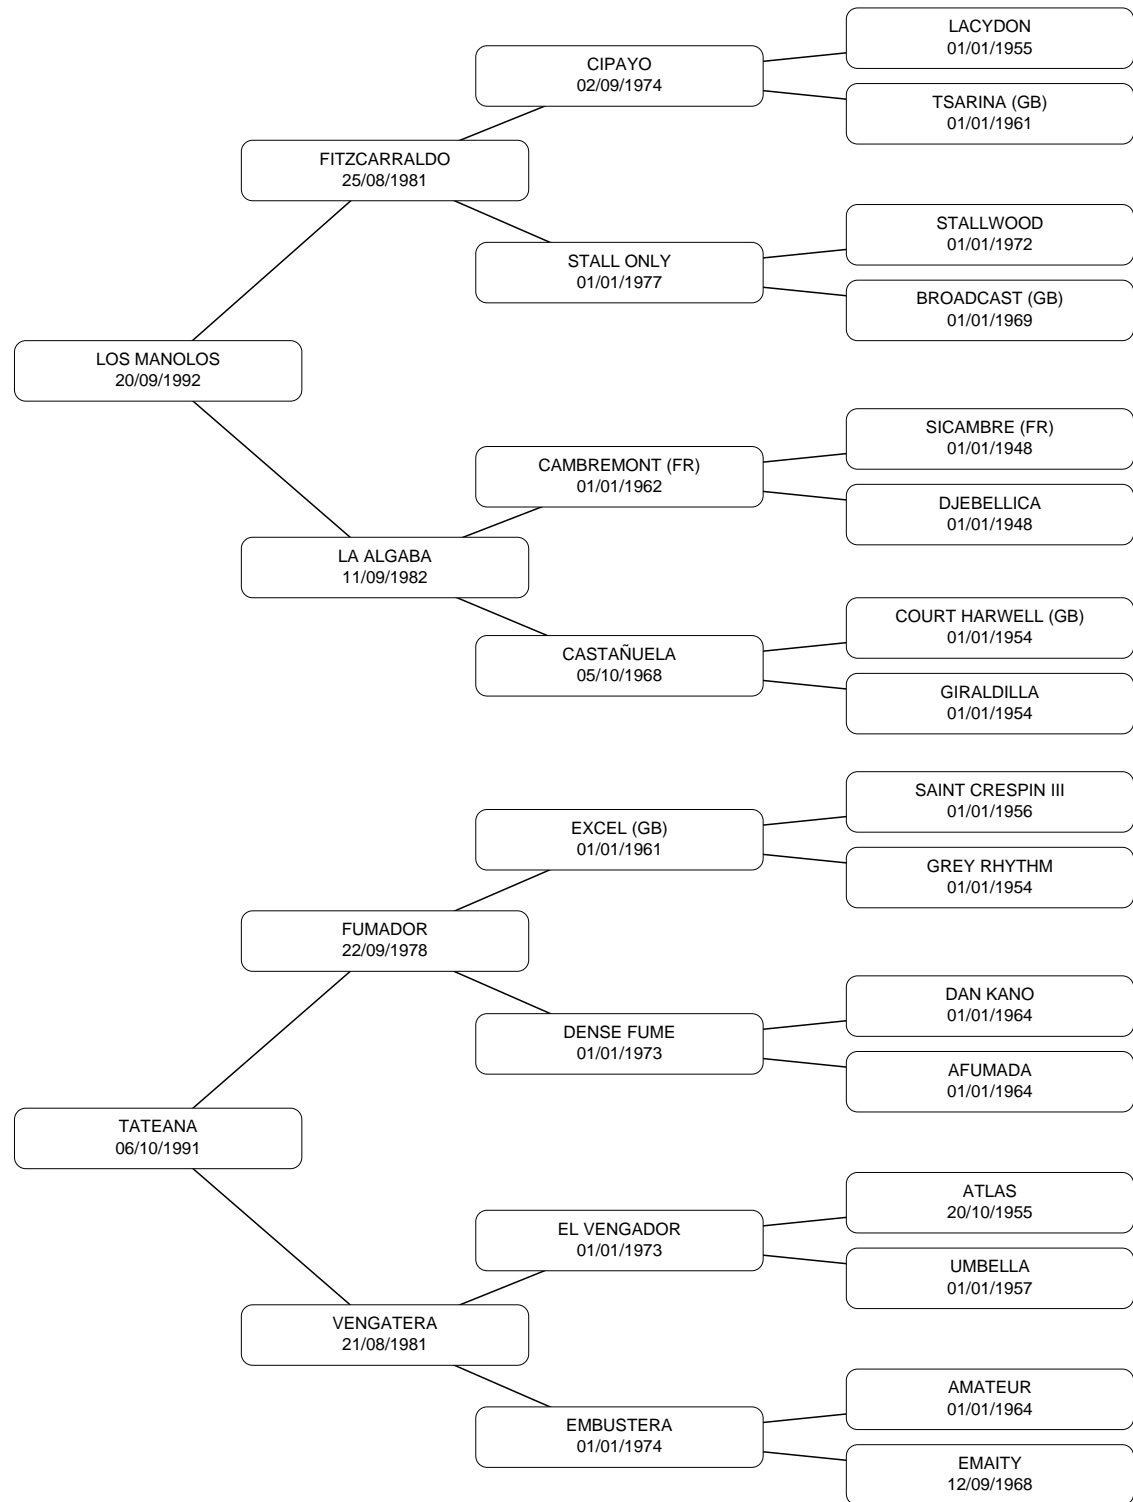 LACYDON
01/01/1955
CIPAYO
02/09/1974
TSARINA (GB)
01/01/1961
FITZCARRALDO
25/08/1981
STALLWOOD
01/01/1972
STALL ONLY
01/01/1977
BROADCAST (GB)
01/01/1969
LOS MANOLOS
20/09/1992
SICAMBRE (FR)
01/01/1948
CAMBREMONT (FR)
01/01/1962
DJEBELLICA
01/01/1948
LA ALGABA
11/09/1982
COURT HARWELL (GB)
01/01/1954
CASTAÑUELA
05/10/1968
GIRALDILLA
01/01/1954
SAINT CRESPIN III
01/01/1956
EXCEL (GB)
01/01/1961
GREY RHYTHM
01/01/1954
FUMADOR
22/09/1978
DAN KANO
01/01/1964
DENSE FUME
01/01/1973
AFUMADA
01/01/1964
TATEANA
06/10/1991
ATLAS
20/10/1955
EL VENGADOR
01/01/1973
UMBELLA
01/01/1957
VENGATERA
21/08/1981
AMATEUR
01/01/1964
EMBUSTERA
01/01/1974
EMAITY
12/09/1968